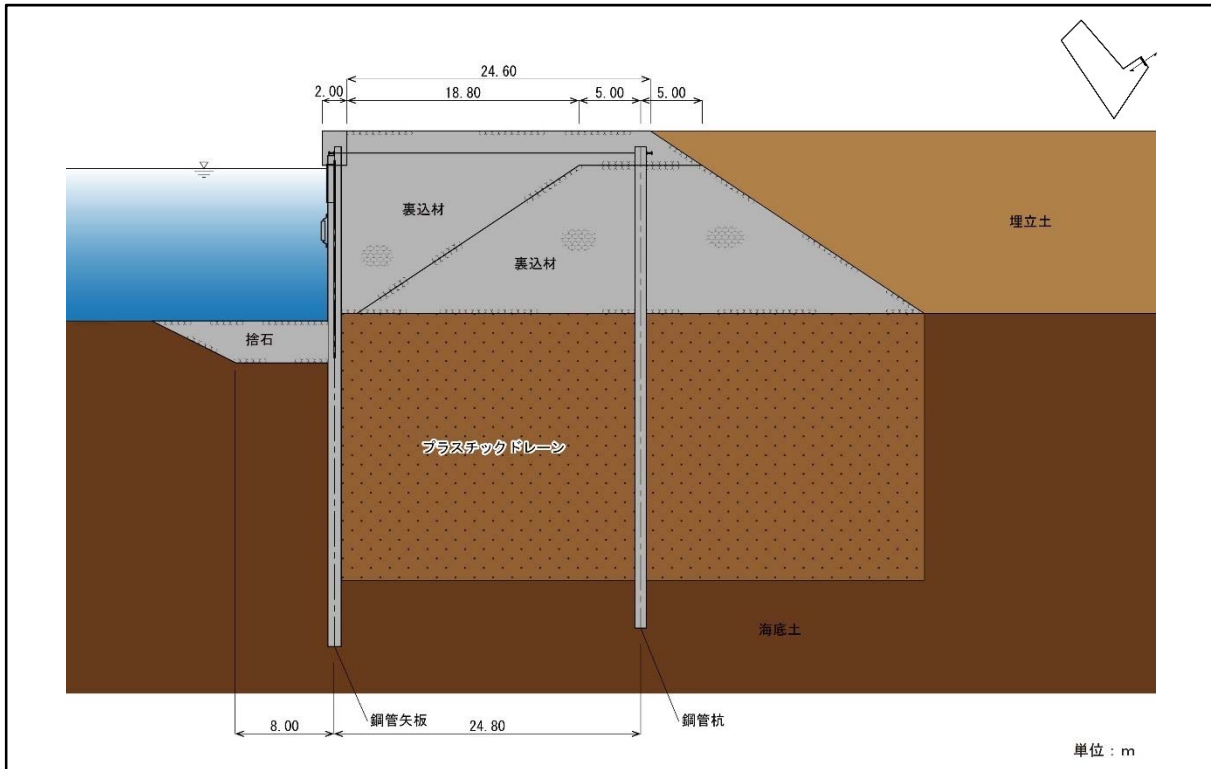 24.60
2.00
18.80
5.00
5.00
裏込材
裏込材
埋立土
捨石
プラスチックドレーン
海底土
8.00
鋼管矢板
24.80
鋼管杭
単位：m